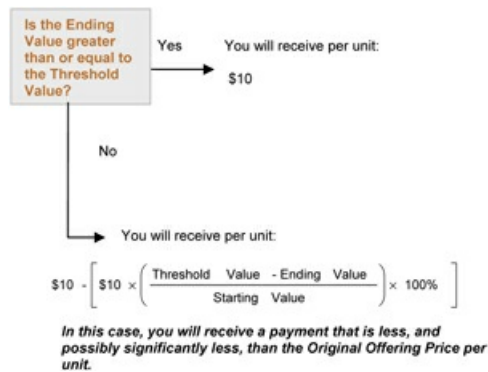 Is the Ending
Value greater
than or equal to
the Threshold
Value?
Yes
You will receive per unit:
$10
No
You will receive per unit:
$10 - [ $10 × ( Threshold Value - Ending Value / Starting Value ) × 100% ]
In this case, you will receive a payment that is less, and
possibly significantly less, than the Original Offering Price per
unit.